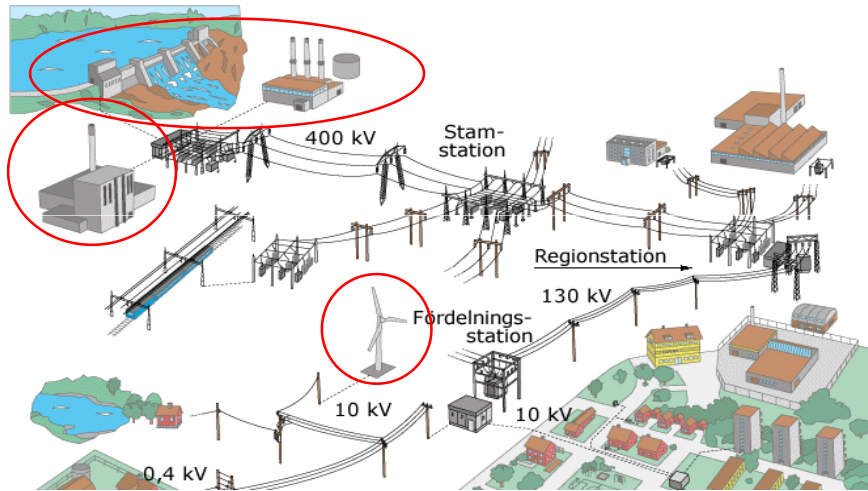 400 kV
Stam-
station
Regionstation
130 kV
Fördelnings-
station
10 kV
10 kV
0,4 kV